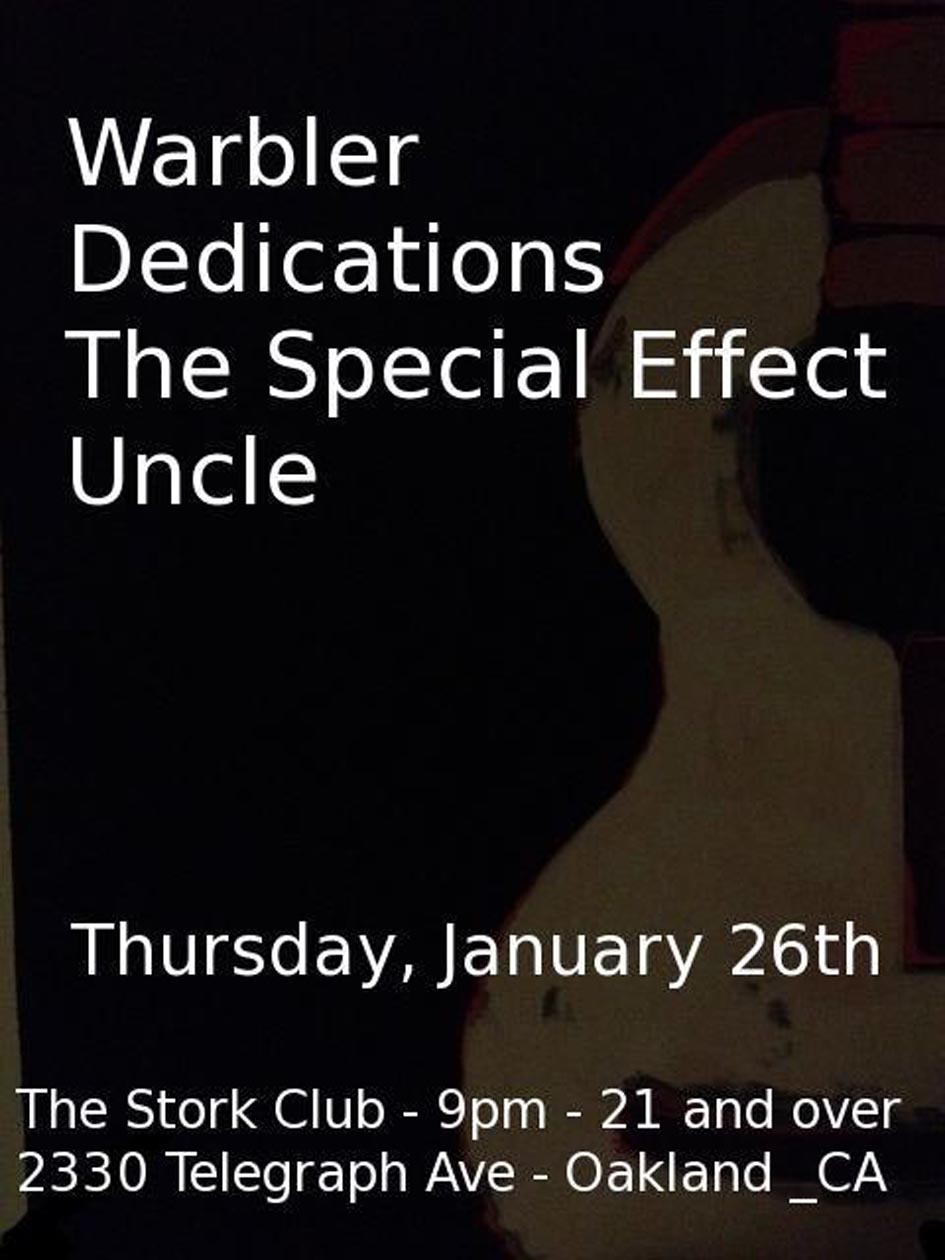 Warbler
Dedications
The Special Effect
Uncle
Thursday, January 26th
The Stork Club - 9pm - 21 and over
2330 Telegraph Ave - Oakland _CA